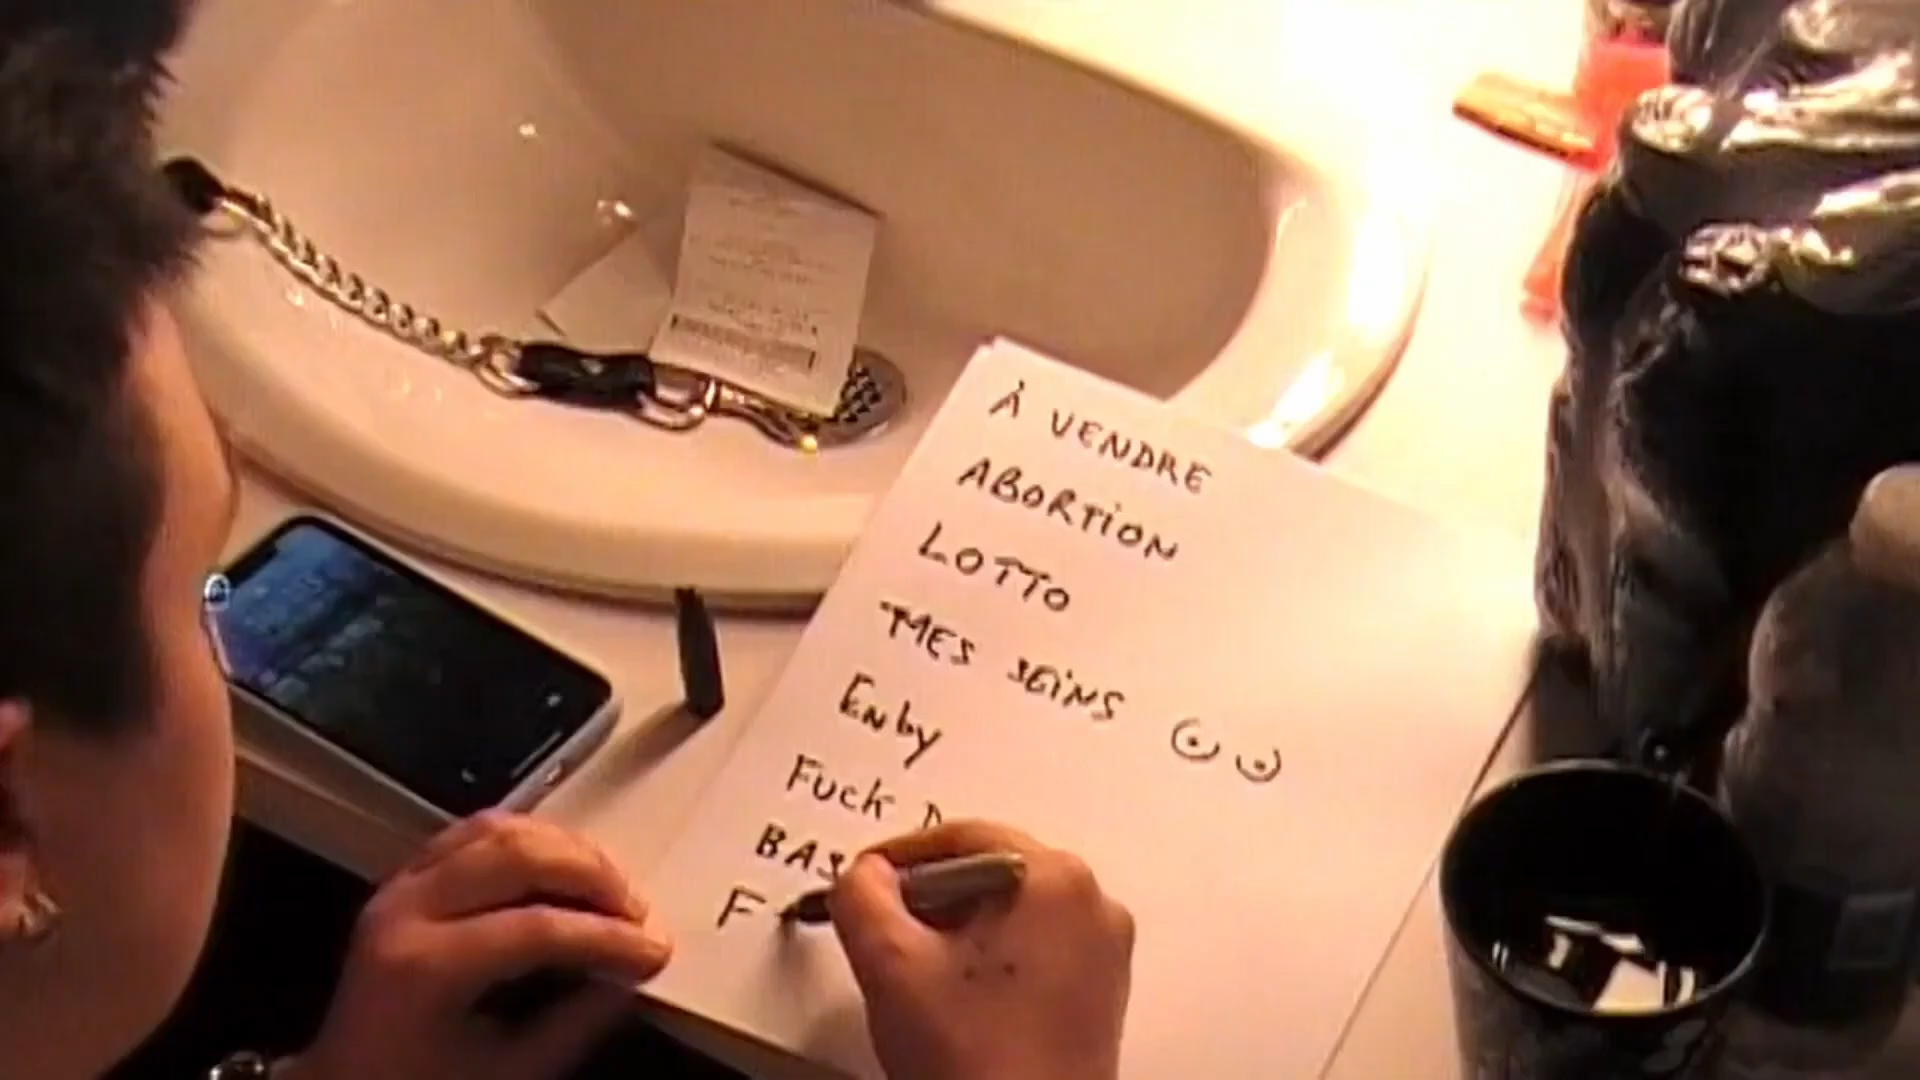 À VENDRE
ABORTION
LOTTO
MES SEINS
Enby
FUCK